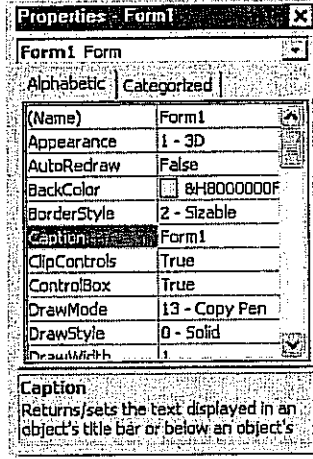 Properties - Form1
Form1 Form
Alphabetic Categorized
(Name) Form1
Appearance 1 - 3D
AutoRedraw False
BackColor &H8000000F
BorderStyle 2 - Sizable
Caption Form1
ClipControls True
ControlBox True
DrawMode 13 - Copy Pen
DrawStyle 0 - Solid
DrawWidth 1
Caption
Returns/sets the text displayed in an
object's title bar or below an object's